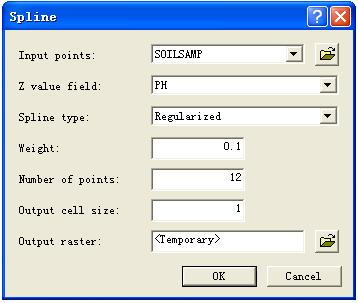 Spline
Input points: SOILSAMP
Z value field: PH
Spline type: Regularized
Weight: 0.1
Number of points: 12
Output cell size: 1
Output raster: <Temporary>
OK Cancel